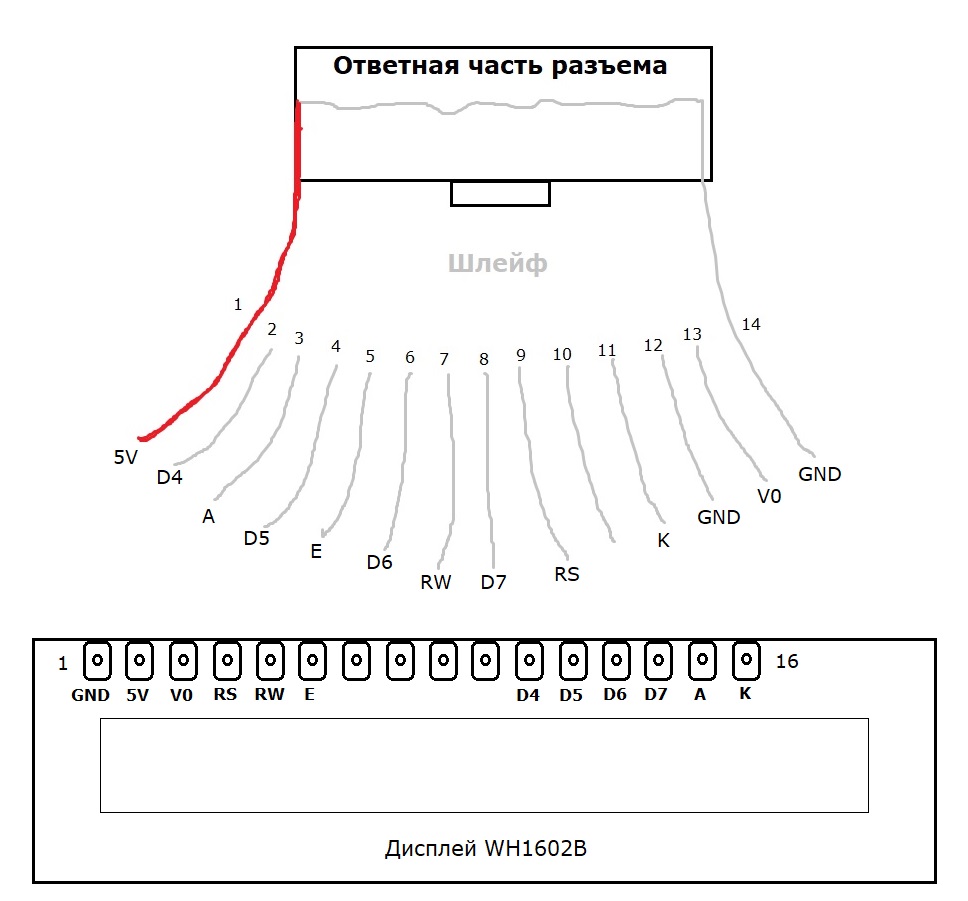 Ответная часть разъема
Шлейф
1 2 3 4 5 6 7 8 9 10 11 12 13 14
5V D4 A D5 E D6 RW D7 RS K GND V0 GND
1 16
GND 5V V0 RS RW E D4 D5 D6 D7 A K
Дисплей WH1602B